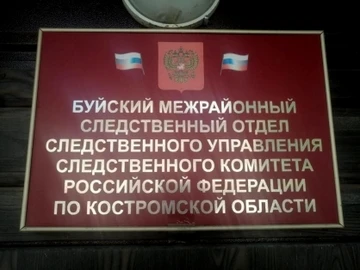 БУЙСКИЙ МЕЖРАЙОННЫЙ
СЛЕДСТВЕННЫЙ ОТДЕЛ
СЛЕДСТВЕННОГО УПРАВЛЕНИЯ
СЛЕДСТВЕННОГО КОМИТЕТА
РОССИЙСКОЙ ФЕДЕРАЦИИ
ПО КОСТРОМСКОЙ ОБЛАСТИ